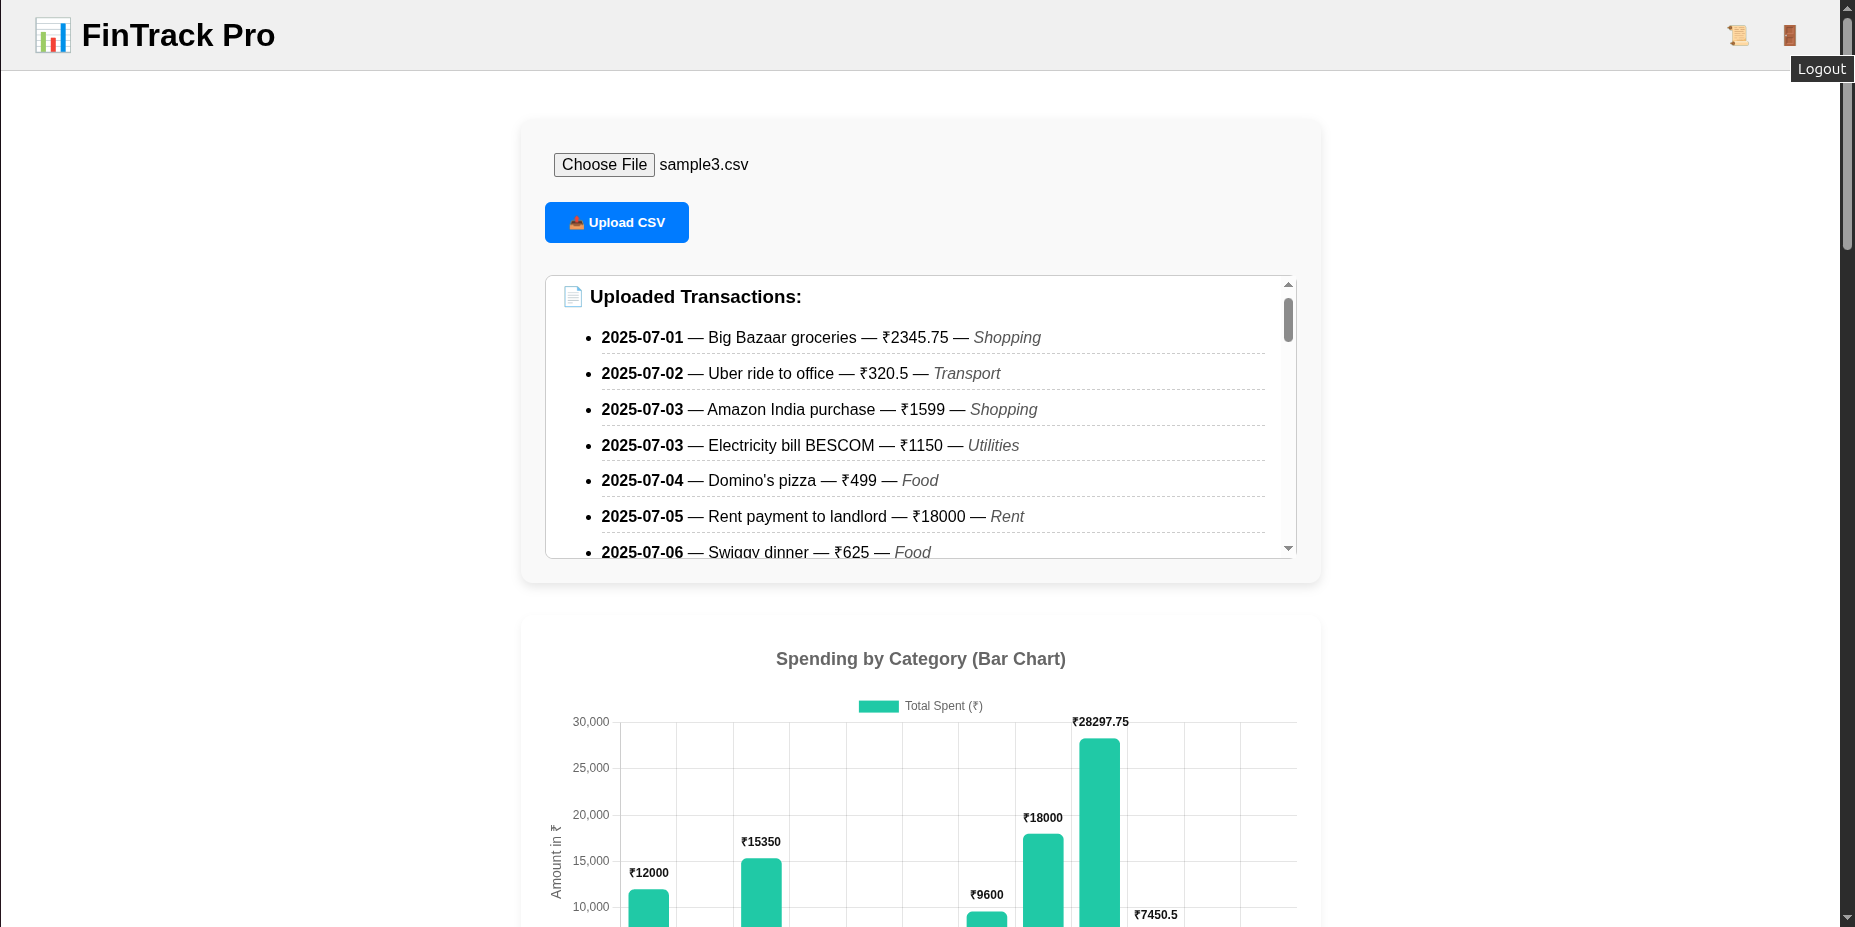 FinTrack Pro
Logout
Choose File sample3.csv
Upload CSV
Uploaded Transactions:
2025-07-01 — Big Bazaar groceries — ₹2345.75 — Shopping
2025-07-02 — Uber ride to office — ₹320.5 — Transport
2025-07-03 — Amazon India purchase — ₹1599 — Shopping
2025-07-03 — Electricity bill BESCOM — ₹1150 — Utilities
2025-07-04 — Domino's pizza — ₹499 — Food
2025-07-05 — Rent payment to landlord — ₹18000 — Rent
2025-07-06 — Swiggy dinner — ₹625 — Food
Spending by Category (Bar Chart)
Total Spent (₹)
30,000
₹28297.75
25,000
20,000
₹18000
₹15350
15,000
₹12000
₹9600
10,000
₹7450.5
Amount in ₹